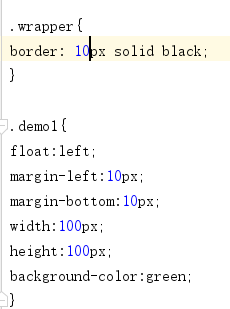 .wrapper{
border: 10px solid black;
}
.demo1{
float:left;
margin-left:10px;
margin-bottom:10px;
width:100px;
height:100px;
background-color:green;
}